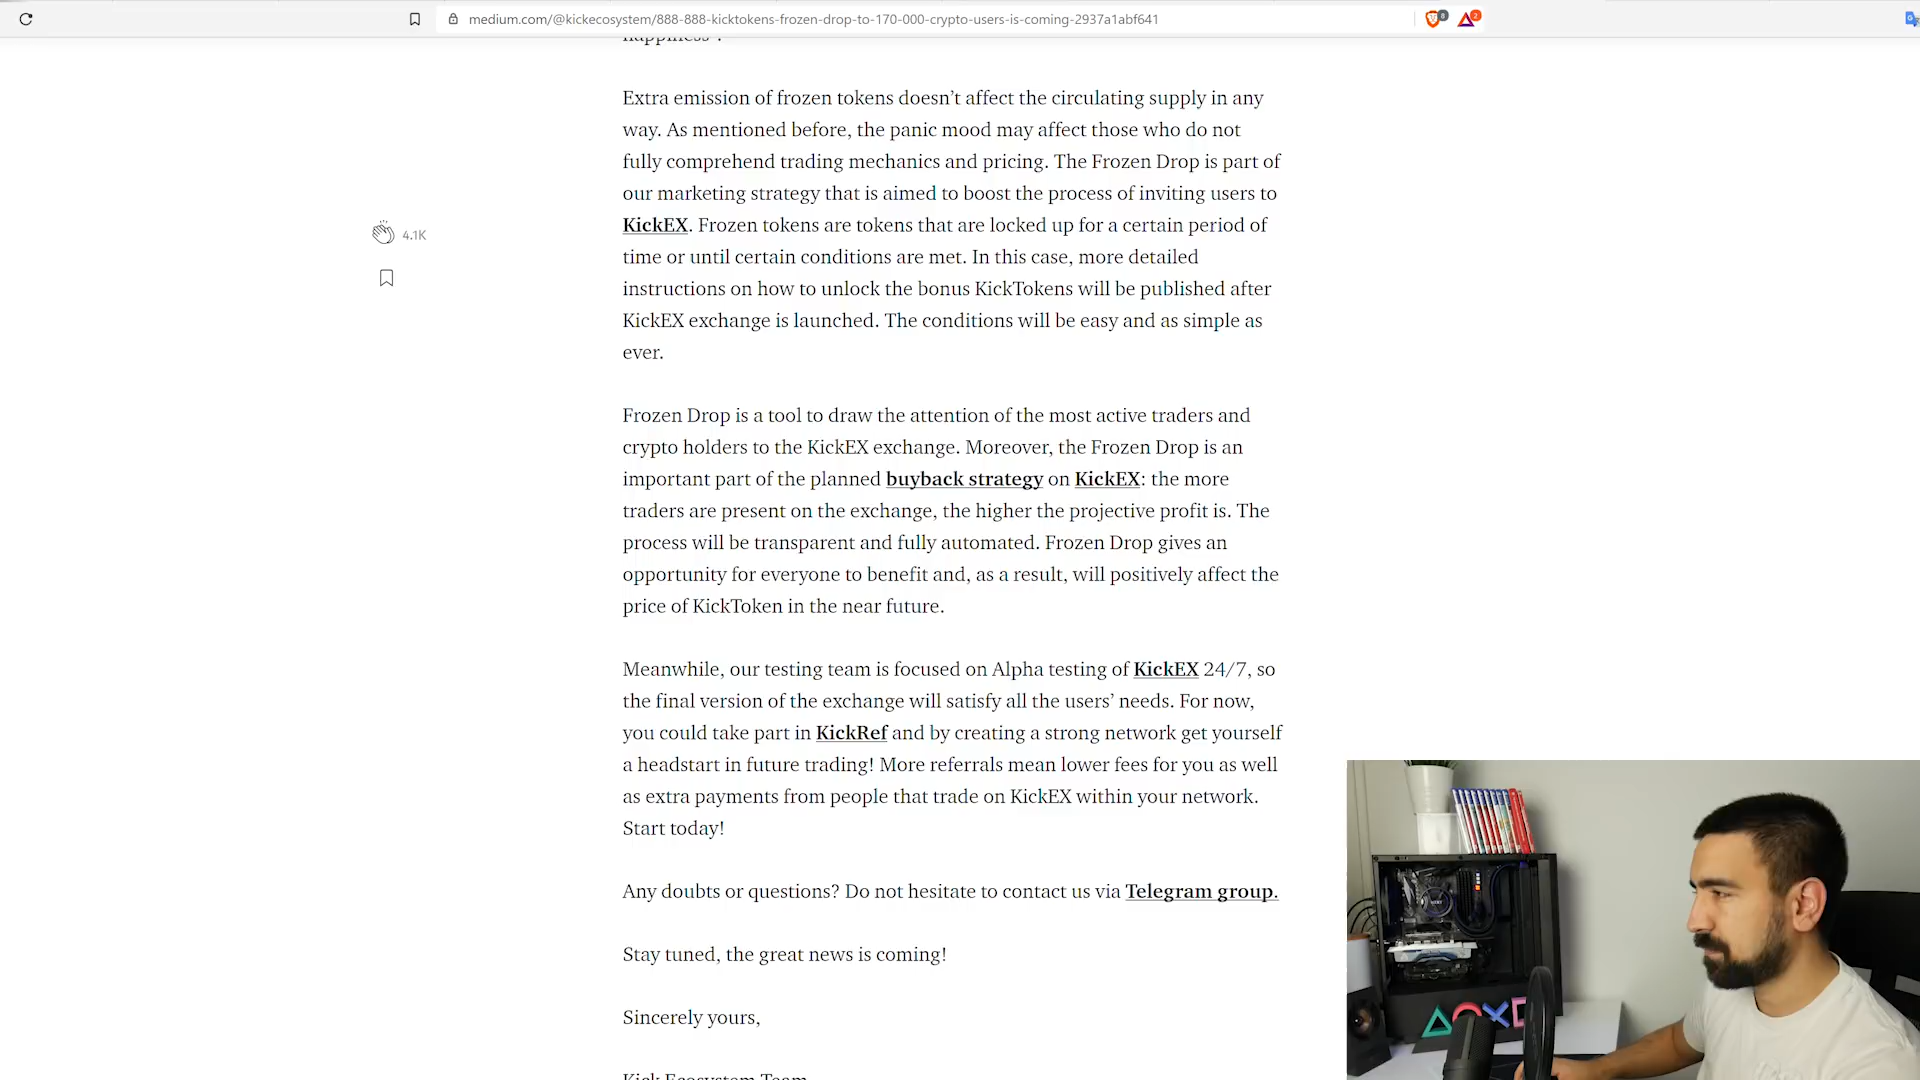 medium.com/@kickecosystem/888-888-kicktokens-frozen-drop-to-170-000-crypto-users-is-coming-2937a1abf641
8
2
happiness".
Extra emission of frozen tokens doesn’t affect the circulating supply in any
way. As mentioned before, the panic mood may affect those who do not
fully comprehend trading mechanics and pricing. The Frozen Drop is part of
our marketing strategy that is aimed to boost the process of inviting users to
KickEX. Frozen tokens are tokens that are locked up for a certain period of
time or until certain conditions are met. In this case, more detailed
instructions on how to unlock the bonus KickTokens will be published after
KickEX exchange is launched. The conditions will be easy and as simple as
ever.
4.1K
Frozen Drop is a tool to draw the attention of the most active traders and
crypto holders to the KickEX exchange. Moreover, the Frozen Drop is an
important part of the planned buyback strategy on KickEX: the more
traders are present on the exchange, the higher the projective profit is. The
process will be transparent and fully automated. Frozen Drop gives an
opportunity for everyone to benefit and, as a result, will positively affect the
price of KickToken in the near future.
Meanwhile, our testing team is focused on Alpha testing of KickEX 24/7, so
the final version of the exchange will satisfy all the users’ needs. For now,
you could take part in KickRef and by creating a strong network get yourself
a headstart in future trading! More referrals mean lower fees for you as well
as extra payments from people that trade on KickEX within your network.
Start today!
Any doubts or questions? Do not hesitate to contact us via Telegram group.
Stay tuned, the great news is coming!
Sincerely yours,
Kick Ecosystem Team